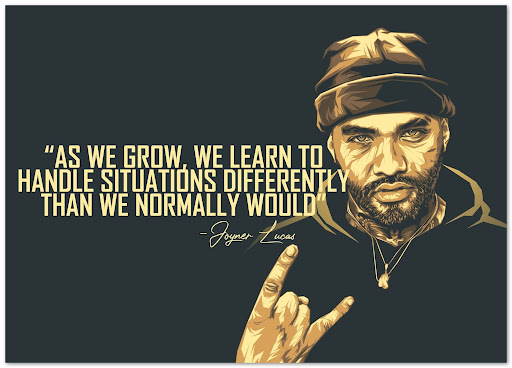 “AS WE GROW, WE LEARN TO
HANDLE SITUATIONS DIFFERENTLY
THAN WE NORMALLY WOULD”
- Joyner Lucas